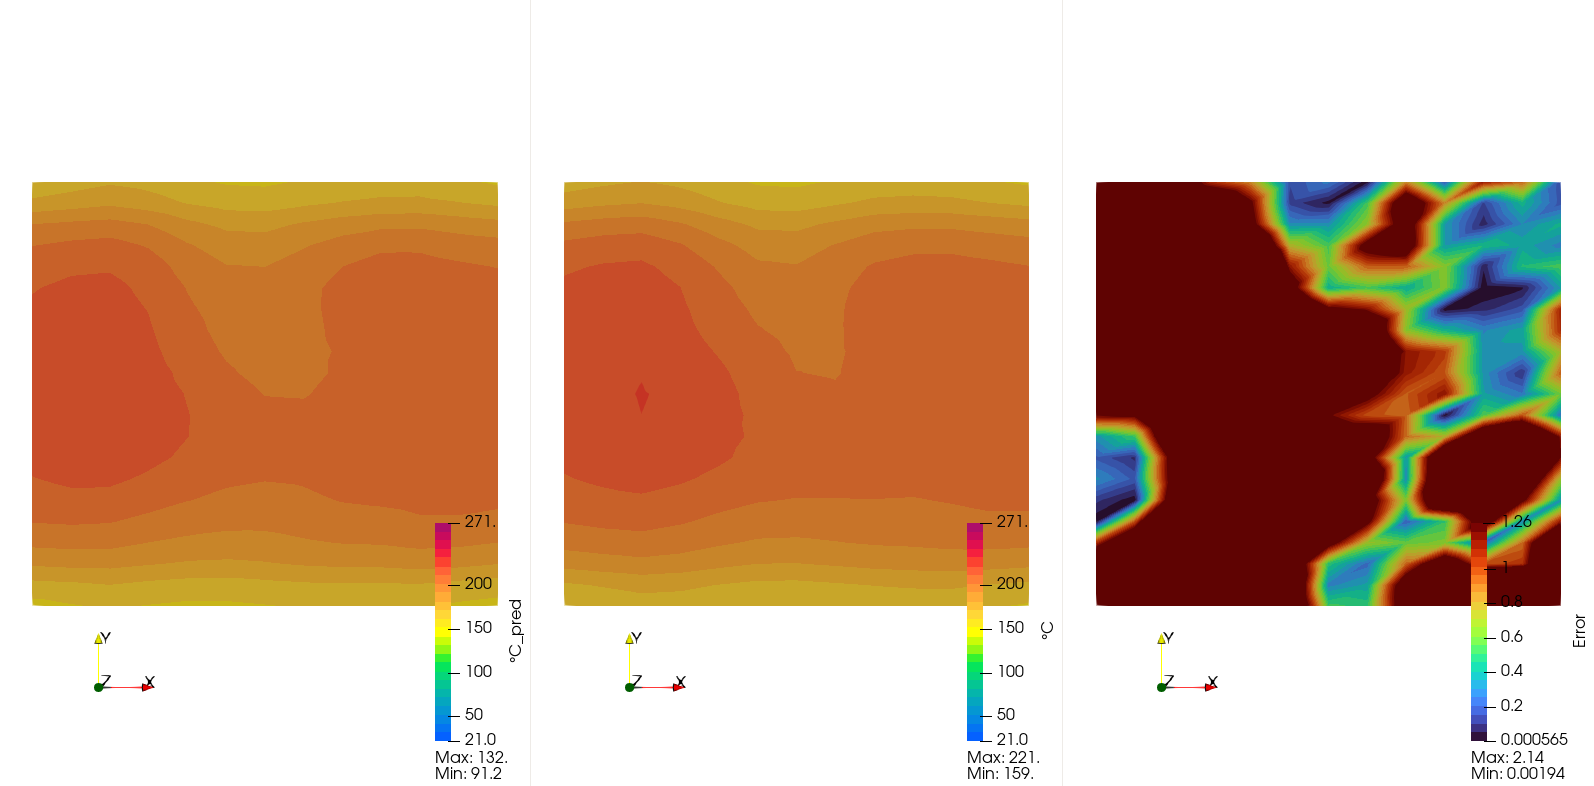 271.
200
150
100
50
21.0
°C_pred
Max: 132.
Min: 91.2
Y
Z
X
271.
200
150
100
50
21.0
°C
Max: 221.
Min: 159.
Y
Z
X
1.26
1
0.8
0.6
0.4
0.2
0.000565
Error
Max: 2.14
Min: 0.00194
Y
Z
X